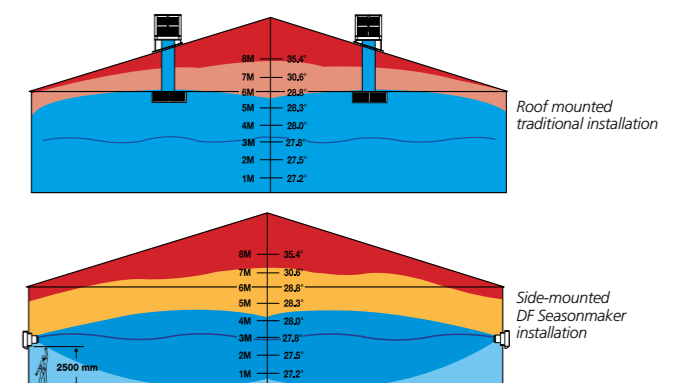 8M 35.4°
7M 30.6°
6M 28.8°
5M 28.3°
4M 28.0°
3M 27.8°
2M 27.5°
1M 27.2°
Roof mounted
traditional installation
8M 35.4°
7M 30.6°
6M 28.8°
5M 28.3°
4M 28.0°
3M 27.8°
2M 27.5°
1M 27.2°
2500 mm
Side-mounted
DF Seasonmaker
installation